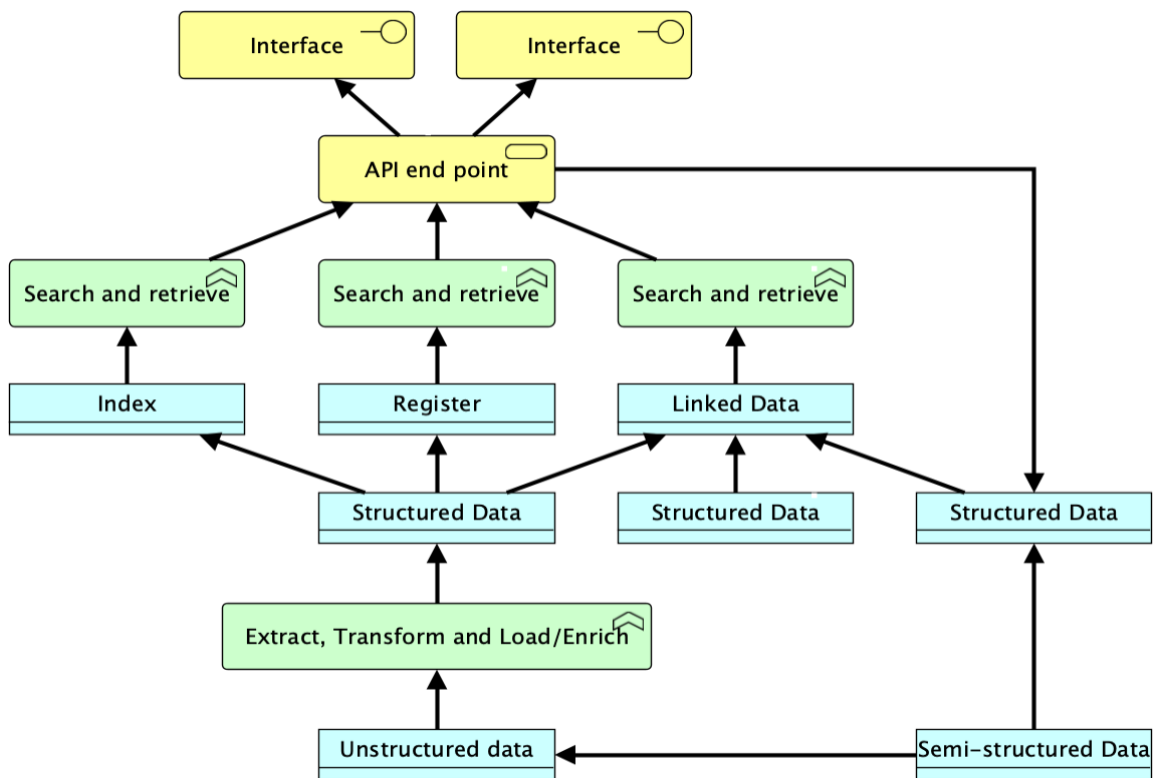 Interface
Interface
API end point
Search and retrieve
Search and retrieve
Search and retrieve
Index
Register
Linked Data
Structured Data
Structured Data
Structured Data
Extract, Transform and Load/Enrich
Unstructured data
Semi-structured Data